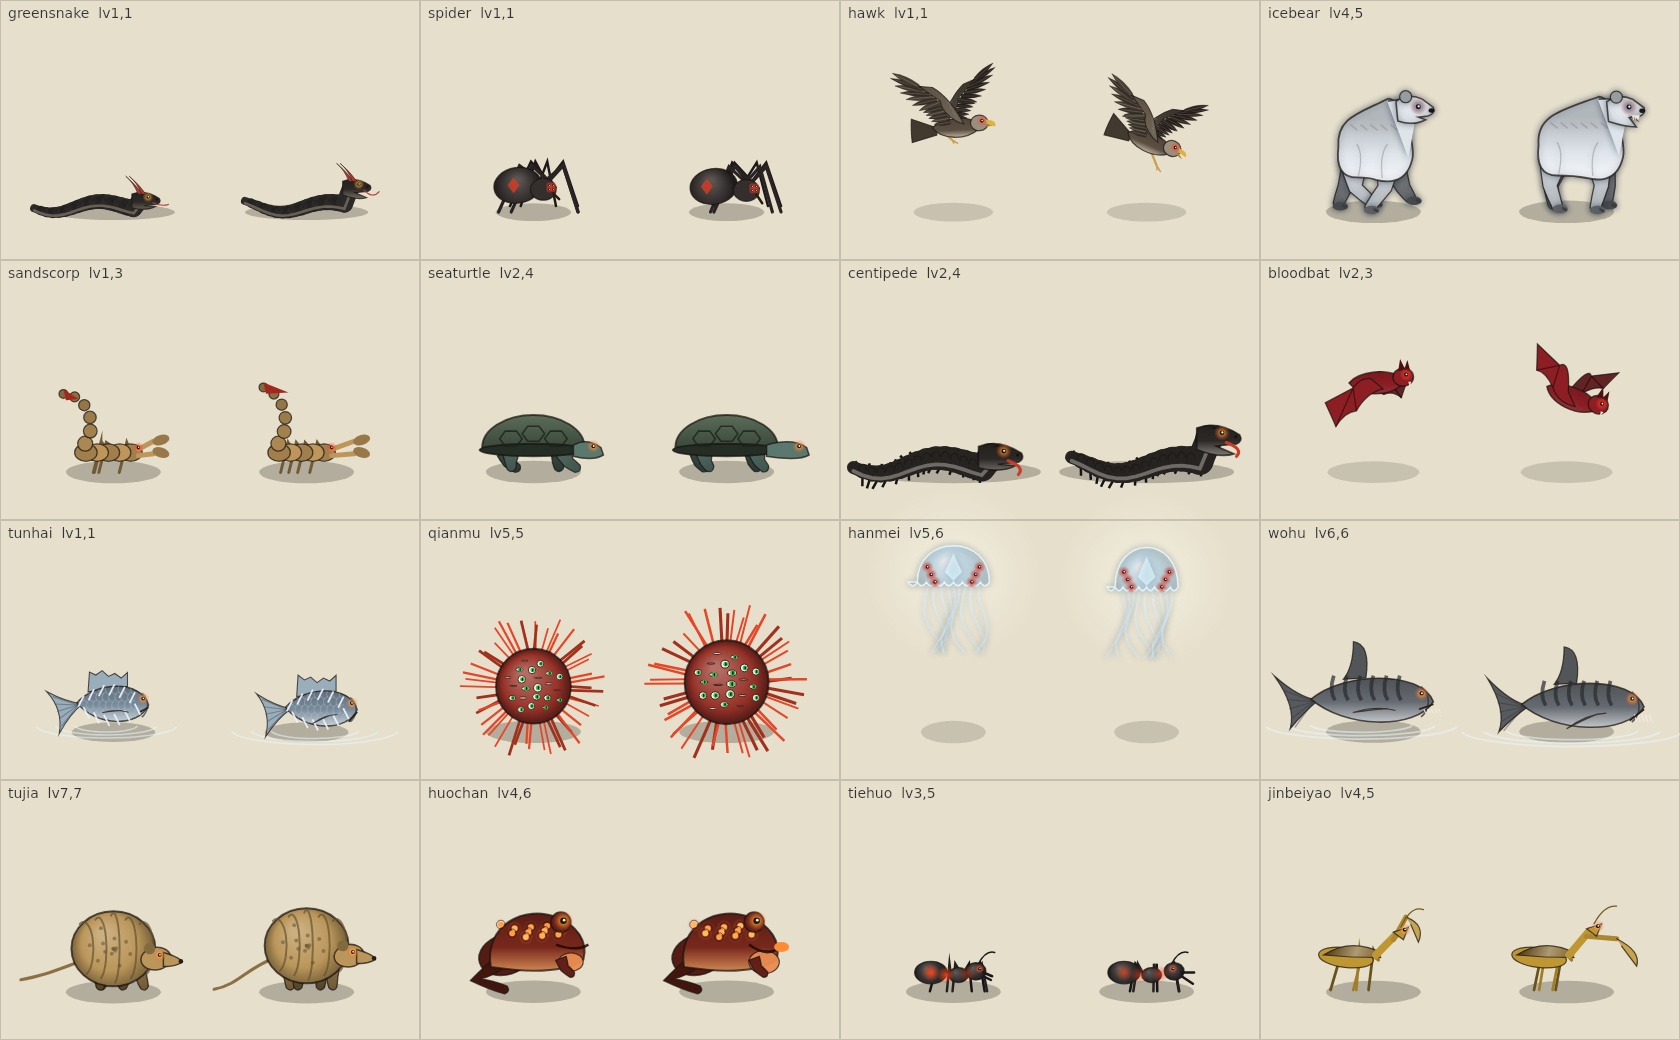 greensnake lv1,1
spider lv1,1
hawk lv1,1
icebear lv4,5
sandscorp lv1,3
seaturtle lv2,4
centipede lv2,4
bloodbat lv2,3
tunhai lv1,1
qianmu lv5,5
hanmei lv5,6
wohu lv6,6
tujia lv7,7
huochan lv4,6
tiehuo lv3,5
jinbeiyao lv4,5